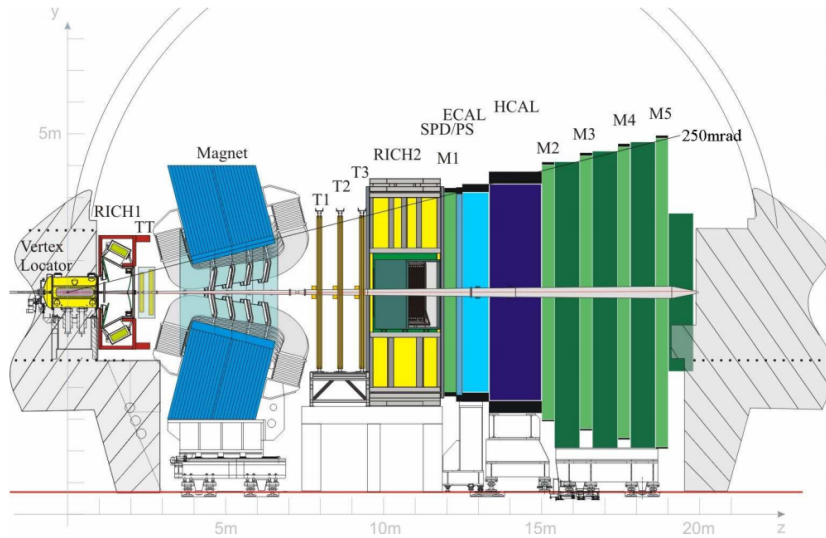 y
5m
HCAL
ECAL
SPD/PS
M5
M4
M3
M2
M1
250mrad
RICH2
Magnet
T3
T2
T1
RICH1
TT
Vertex
Locator
5m
10m
15m
20m
z